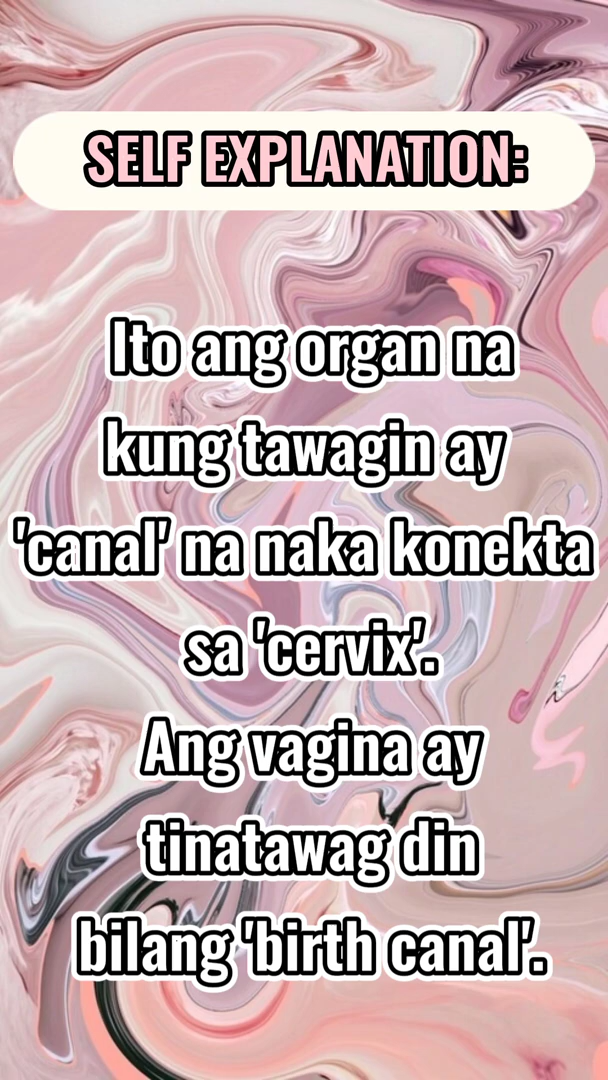 SELF EXPLANATION:
Ito ang organ na
kung tawagin ay
'canal' na naka konekta
sa 'cervix'.
Ang vagina ay
tinatawag din
bilang 'birth canal'.